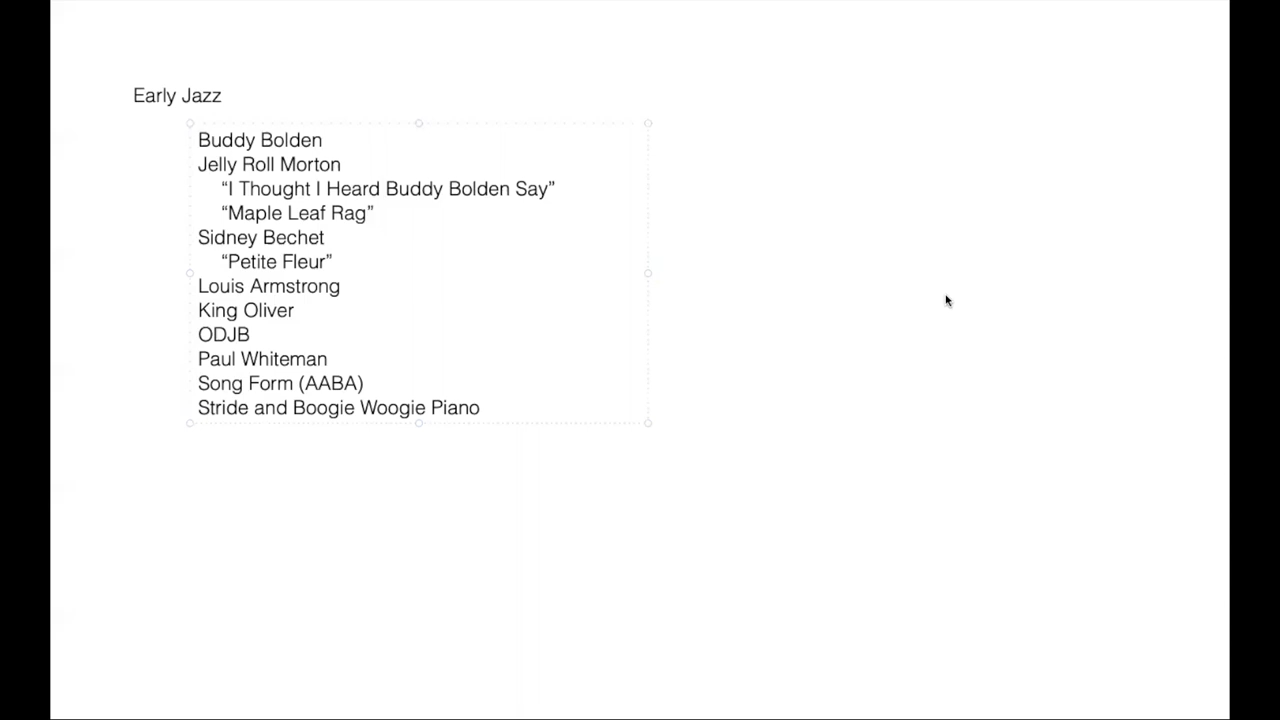 Early Jazz
Buddy Bolden
Jelly Roll Morton
“I Thought I Heard Buddy Bolden Say”
“Maple Leaf Rag”
Sidney Bechet
“Petite Fleur”
Louis Armstrong
King Oliver
ODJB
Paul Whiteman
Song Form (AABA)
Stride and Boogie Woogie Piano